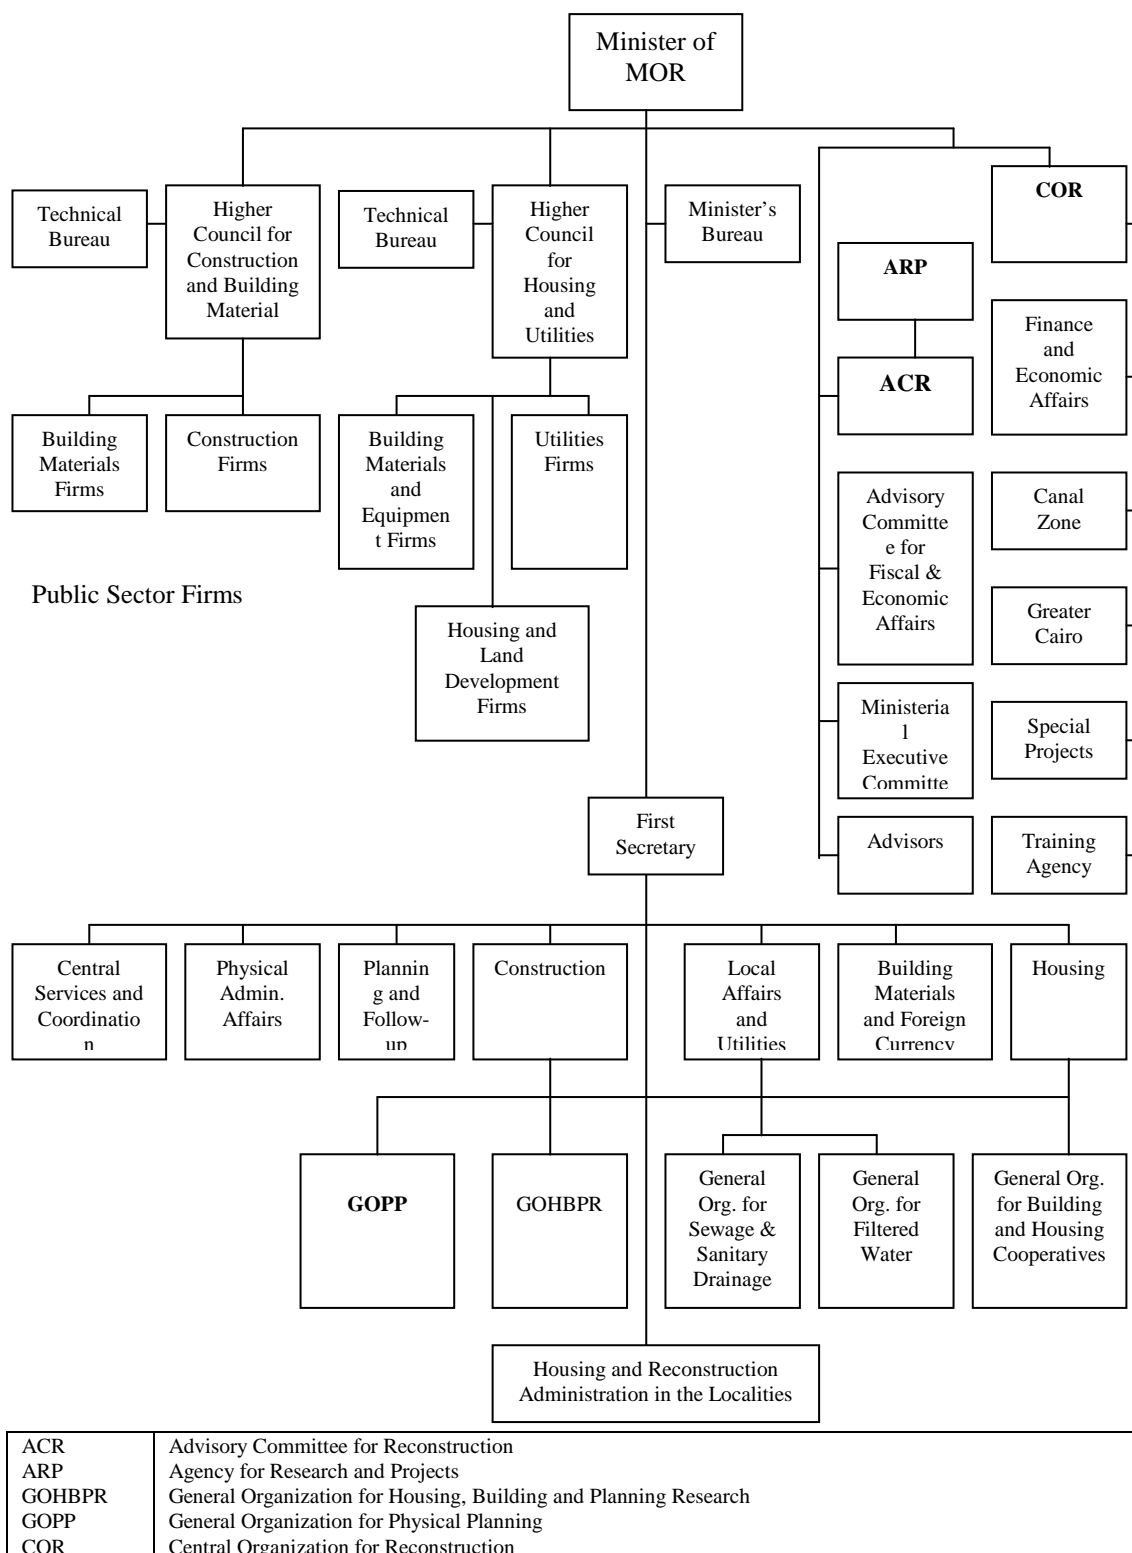 Minister of
MOR
Technical
Bureau
Higher
Council for
Construction
and Building
Material
Technical
Bureau
Higher
Council
for
Housing
and
Utilities
Minister's
Bureau
COR
ARP
ACR
Finance
and
Economic
Affairs
Building
Materials
Firms
Construction
Firms
Building
Materials
and
Equipmen
t Firms
Utilities
Firms
Advisory
Committe
e for
Fiscal &
Economic
Affairs
Canal
Zone
Public Sector Firms
Housing and
Land
Development
Firms
Greater
Cairo
Ministeria
l
Executive
Committe
Special
Projects
First
Secretary
Advisors
Training
Agency
Central
Services and
Coordinatio
n
Physical
Admin.
Affairs
Plannin
g and
Follow-
up
Construction
Local
Affairs
and
Utilities
Building
Materials
and Foreign
Currency
Housing
GOPP
GOHBPR
General
Org. for
Sewage &
Sanitary
Drainage
General
Org. for
Filtered
Water
General Org.
for Building
and Housing
Cooperatives
Housing and Reconstruction
Administration in the Localities
ACR Advisory Committee for Reconstruction
ARP Agency for Research and Projects
GOHBPR General Organization for Housing, Building and Planning Research
GOPP General Organization for Physical Planning
COR Central Organization for Reconstruction